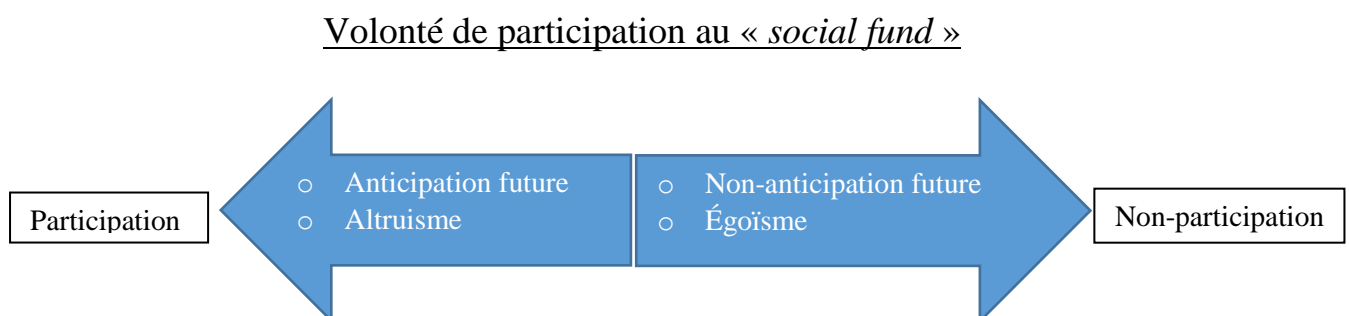 Volonté de participation au « social fund »
o Anticipation future
o Altruisme
o Non-anticipation future
o Égoïsme
Participation
Non-participation